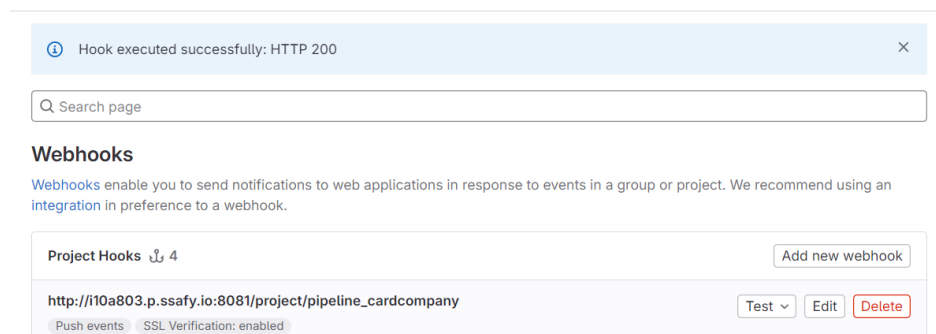 Hook executed successfully: HTTP 200
Search page
Webhooks
Webhooks enable you to send notifications to web applications in response to events in a group or project. We recommend using an
integration in preference to a webhook.
Project Hooks 4
Add new webhook
http://i10a803.p.ssafy.io:8081/project/pipeline_cardcompany
Test Edit Delete
Push events SSL Verification: enabled